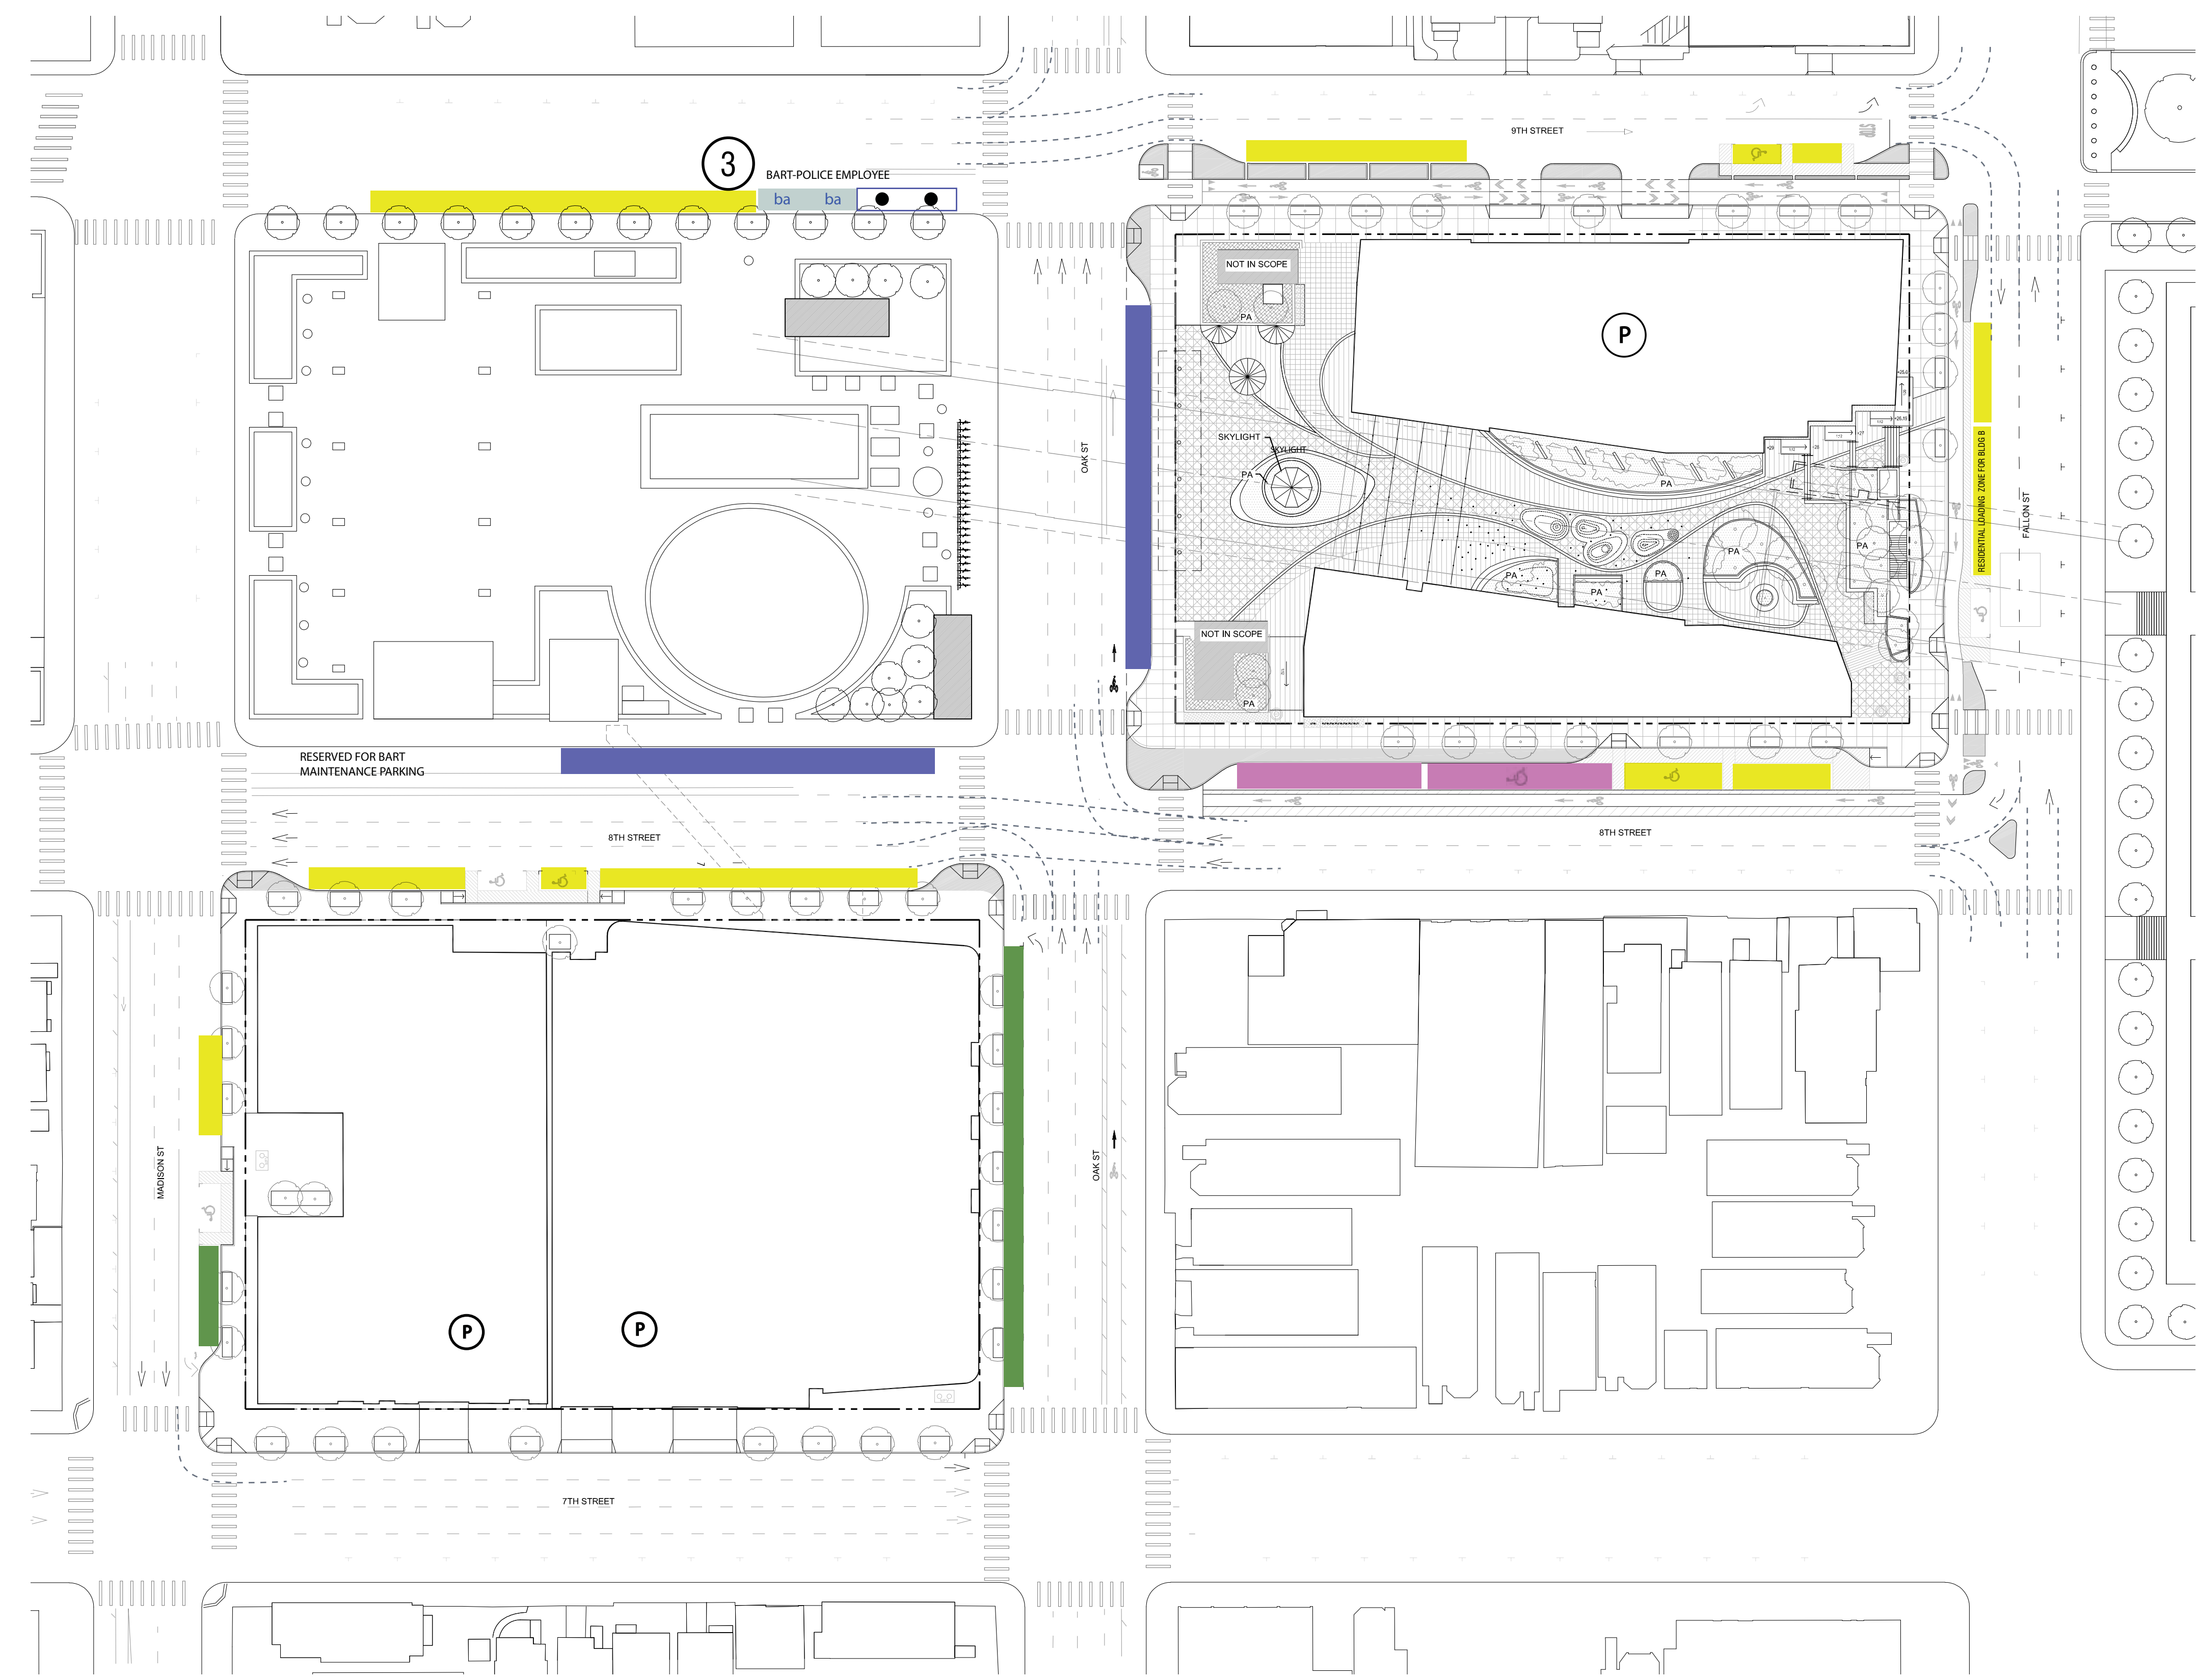 9TH STREET
3
BART-POLICE EMPLOYEE
ba
ba
NOT IN SCOPE
PA
P
SKYLIGHT
SKYLIGHT
PA
PA
OAK ST
RESIDENTIAL LOADING ZONE FOR BLDG B
FALLON ST
PA
PA
PA
PA
PA
NOT IN SCOPE
PA
RESERVED FOR BART
MAINTENANCE PARKING
8TH STREET
8TH STREET
MADISON ST
OAK ST
P
P
7TH STREET